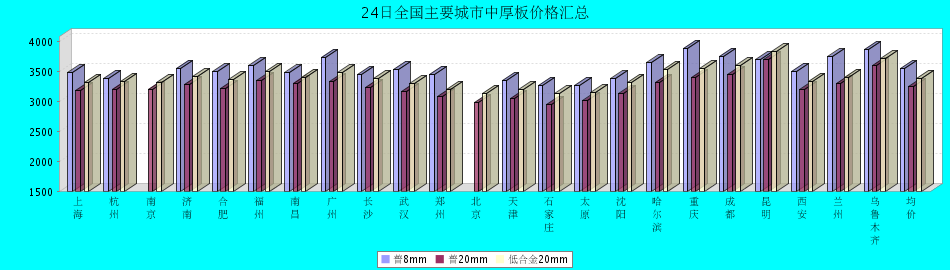 24日全国主要城市中厚板价格汇总
4000
3500
3000
2500
2000
1500
上海
杭州
南京
济南
合肥
福州
南昌
广州
长沙
武汉
郑州
北京
天津
石家庄
太原
沈阳
哈尔滨
重庆
成都
昆明
西安
兰州
乌鲁木齐
均价
普8mm
普20mm
低合金20mm